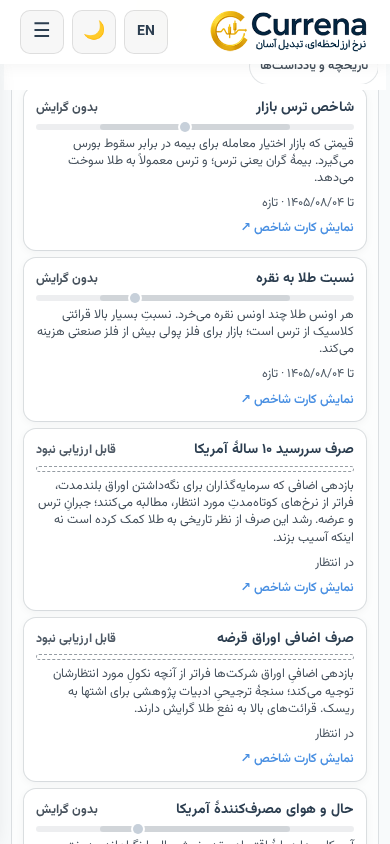 Currena
نرخ ارز لحظه‌ای، تبدیل آسان
EN
تاریخچه و یادداشت‌ها
شاخص ترس بازار
بدون گرایش
قیمتی که بازار اختیار معامله برای بیمه در برابر سقوط بورس
می‌گیرد. بیمهٔ گران یعنی ترس؛ و ترس معمولاً به طلا سوخت
می‌دهد.
تا ۱۴۰۵/۰۸/۰۴ · تازه
نمایش کارت شاخص ↗
نسبت طلا به نقره
بدون گرایش
هر اونس طلا چند اونس نقره می‌خرد. نسبتِ بسیار بالا قرائتی
کلاسیک از ترس است؛ بازار برای فلز پولی بیش از فلز صنعتی هزینه
می‌کند.
تا ۱۴۰۵/۰۸/۰۴ · تازه
نمایش کارت شاخص ↗
صرف سررسید ۱۰ سالهٔ آمریکا
قابل ارزیابی نبود
بازدهی اضافی که سرمایه‌گذاران برای نگه‌داشتن اوراق بلندمدت،
فراتر از نرخ‌های کوتاه‌مدتِ مورد انتظار، مطالبه می‌کنند؛ جبرانِ ترس
و عرضه. رشد این صرف از نظر تاریخی به طلا کمک کرده است نه
اینکه آسیب بزند.
در انتظار
نمایش کارت شاخص ↗
صرف اضافی اوراق قرضه
قابل ارزیابی نبود
بازدهی اضافیِ اوراق شرکت‌ها فراتر از آنچه نکولِ مورد انتظارشان
توجیه می‌کند؛ سنجهٔ ترجیحیِ ادبیات پژوهشی برای اشتها به
ریسک. قرائت‌های بالا به نفع طلا گرایش دارند.
در انتظار
نمایش کارت شاخص ↗
حال و هوای مصرف‌کنندهٔ آمریکا
بدون گرایش